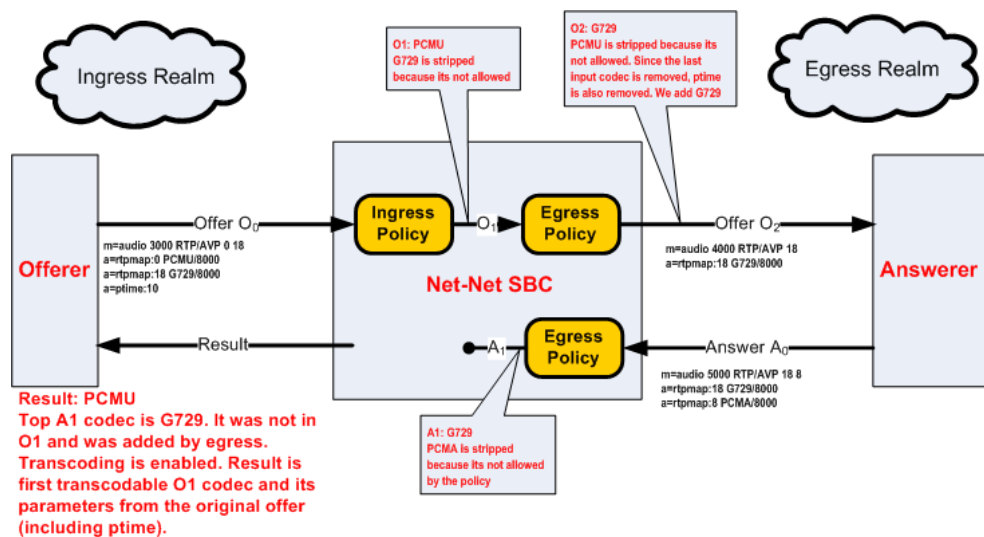 Ingress Realm
O1: PCMU
G729 is stripped
because its not allowed
O2: G729
PCMU is stripped because its
not allowed. Since the last
input codec is removed, ptime
is also removed. We add G729
Egress Realm
Offerer
Offer O0
m=audio 3000 RTP/AVP 0 18
a=rtpmap:0 PCMU/8000
a=rtpmap:18 G729/8000
a=ptime:10
Ingress
Policy
O1
Egress
Policy
Net-Net SBC
Offer O2
m=audio 4000 RTP/AVP 18
a=rtpmap:18 G729/8000
Answerer
Result
A1
Egress
Policy
Answer A0
m=audio 5000 RTP/AVP 18 8
a=rtpmap:18 G729/8000
a=rtpmap:8 PCMA/8000
Result: PCMU
Top A1 codec is G729. It was not in
O1 and was added by egress.
Transcoding is enabled. Result is
first transcodable O1 codec and its
parameters from the original offer
(including ptime).
A1: G729
PCMA is stripped
because its not allowed
by the policy